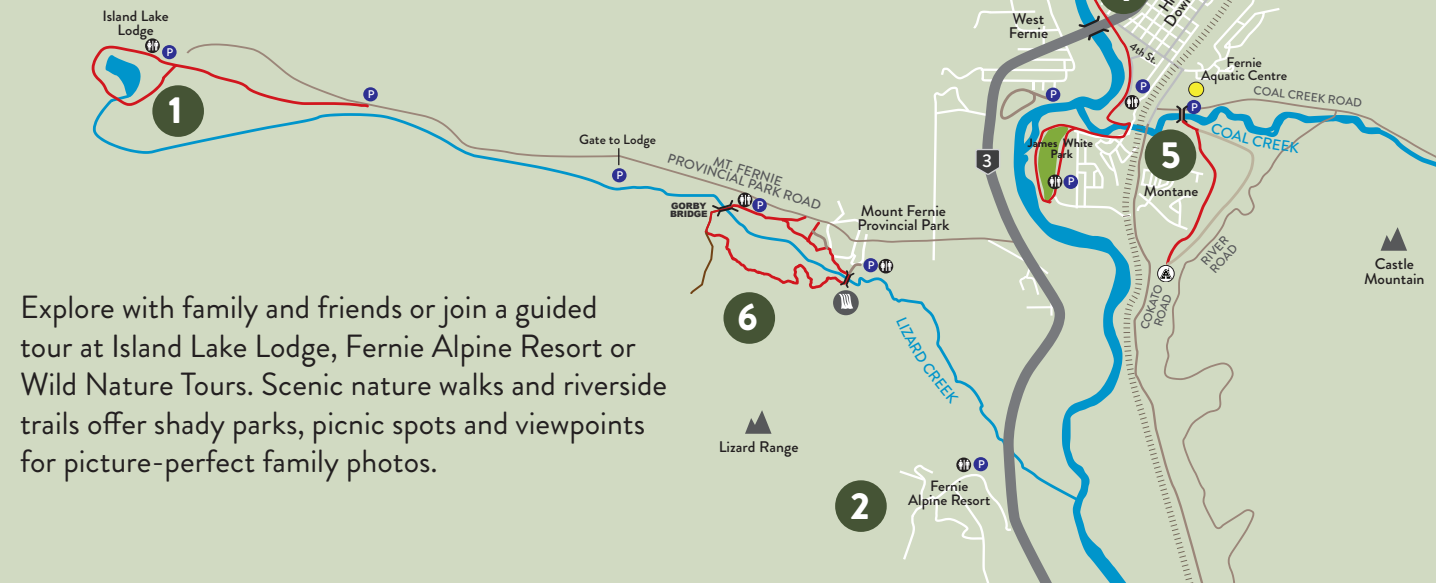 Island Lake
Lodge
P
1
P
Gate to Lodge
P
MT. FERNIE
PROVINCIAL PARK ROAD
GORBY
BRIDGE
P
Mount Fernie
Provincial Park
P
6
LIZARD CREEK
Lizard Range
2
P
Fernie
Alpine Resort
West
Fernie
3
P
4th St.
P
Fernie
Aquatic Centre
P
COAL CREEK ROAD
COAL CREEK
James White
Park
P
5
Montane
RIVER
ROAD
COKATO
ROAD
Castle
Mountain
Explore with family and friends or join a guided
tour at Island Lake Lodge, Fernie Alpine Resort or
Wild Nature Tours. Scenic nature walks and riverside
trails offer shady parks, picnic spots and viewpoints
for picture-perfect family photos.